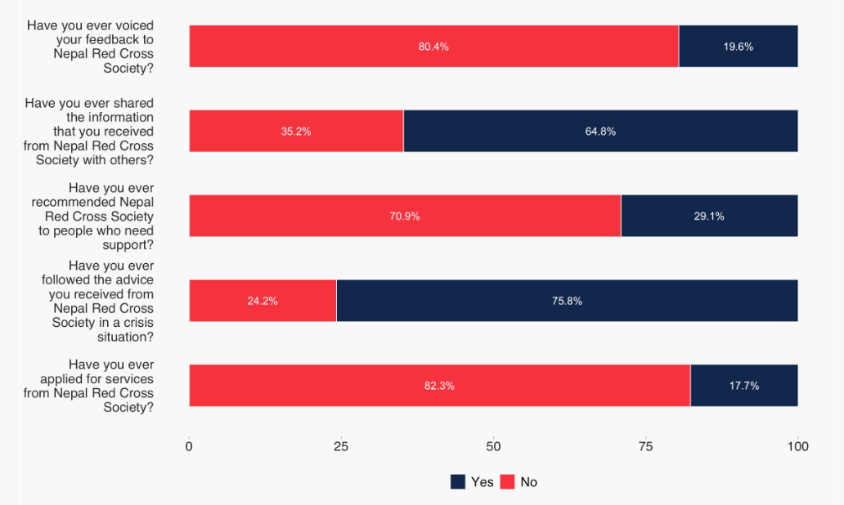 Have you ever voiced
your feedback to
Nepal Red Cross
Society?
80.4%
19.6%
Have you ever shared
the information
that you received
from Nepal Red Cross
Society with others?
35.2%
64.8%
Have you ever
recommended Nepal
Red Cross Society
to people who need
support?
70.9%
29.1%
Have you ever
followed the advice
you received from
Nepal Red Cross
Society in a crisis
situation?
24.2%
75.8%
Have you ever
applied for services
from Nepal Red Cross
Society?
82.3%
17.7%
0 25 50 75 100
Yes No